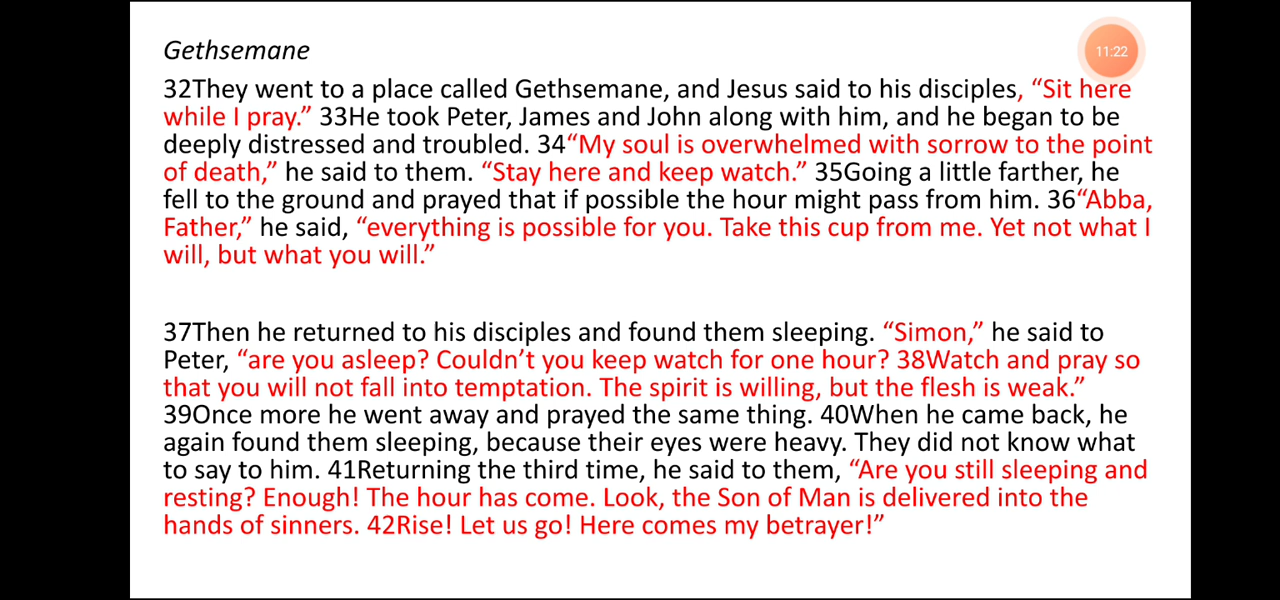 Gethsemane
11:22
32They went to a place called Gethsemane, and Jesus said to his disciples, “Sit here
while I pray.” 33He took Peter, James and John along with him, and he began to be
deeply distressed and troubled. 34“My soul is overwhelmed with sorrow to the point
of death,” he said to them. “Stay here and keep watch.” 35Going a little farther, he
fell to the ground and prayed that if possible the hour might pass from him. 36“Abba,
Father,” he said, “everything is possible for you. Take this cup from me. Yet not what I
will, but what you will.”
37Then he returned to his disciples and found them sleeping. “Simon,” he said to
Peter, “are you asleep? Couldn’t you keep watch for one hour? 38Watch and pray so
that you will not fall into temptation. The spirit is willing, but the flesh is weak.”
39Once more he went away and prayed the same thing. 40When he came back, he
again found them sleeping, because their eyes were heavy. They did not know what
to say to him. 41Returning the third time, he said to them, “Are you still sleeping and
resting? Enough! The hour has come. Look, the Son of Man is delivered into the
hands of sinners. 42Rise! Let us go! Here comes my betrayer!”